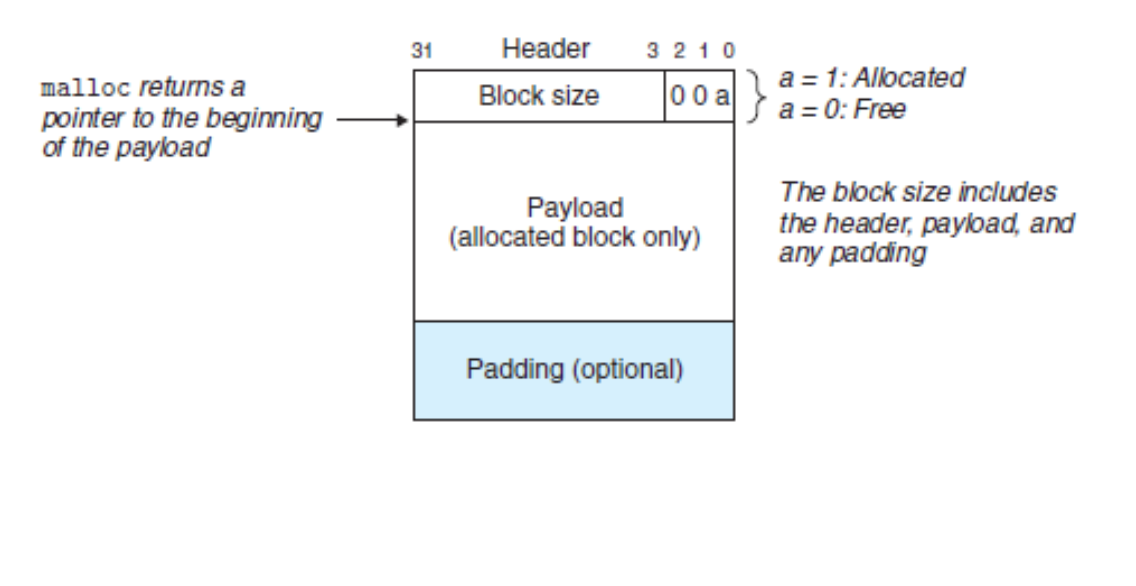 31 Header 3 2 1 0
malloc returns a
pointer to the beginning
of the payload
Block size 0 0 a
a = 1: Allocated
a = 0: Free
Payload
(allocated block only)
The block size includes
the header, payload, and
any padding
Padding (optional)